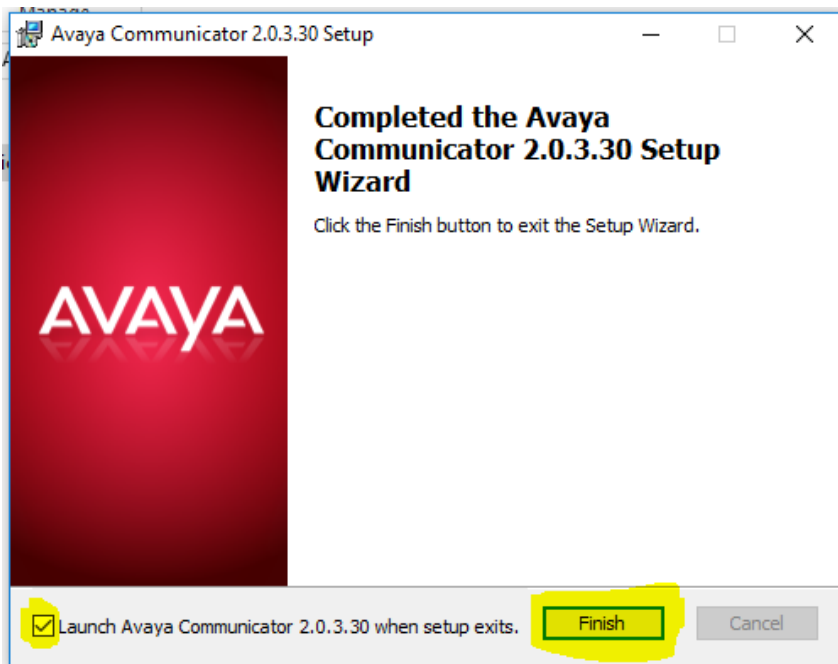 Manage
Avaya Communicator 2.0.3.30 Setup
Completed the Avaya
Communicator 2.0.3.30 Setup
Wizard
Click the Finish button to exit the Setup Wizard.
AVAYA
Launch Avaya Communicator 2.0.3.30 when setup exits.
Finish
Cancel